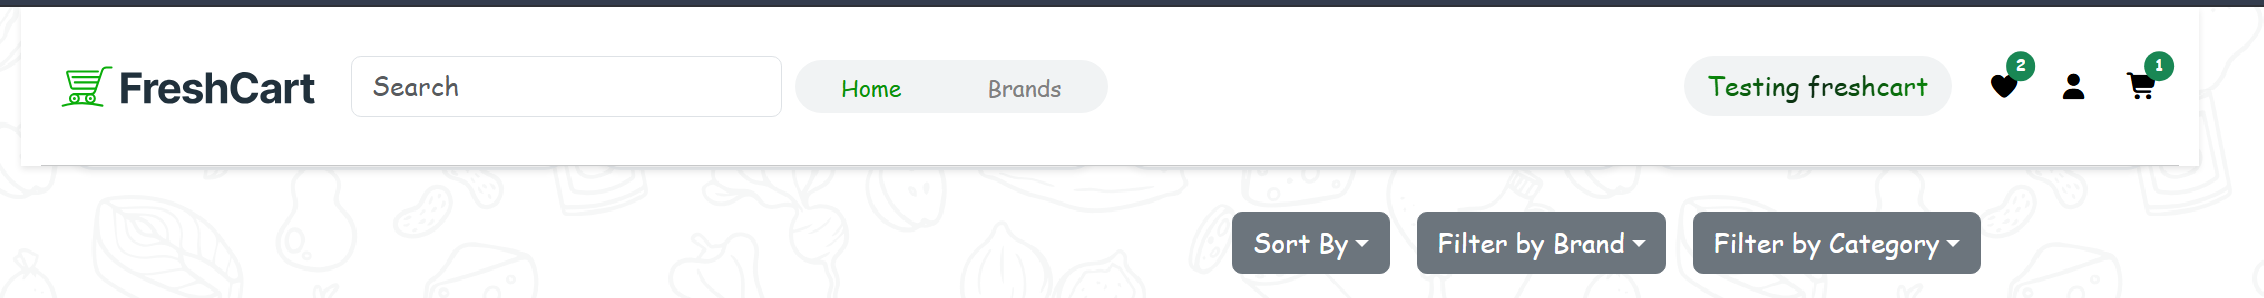 FreshCart
Search
Home
Brands
Testing freshcart
2
1
Sort By
Filter by Brand
Filter by Category